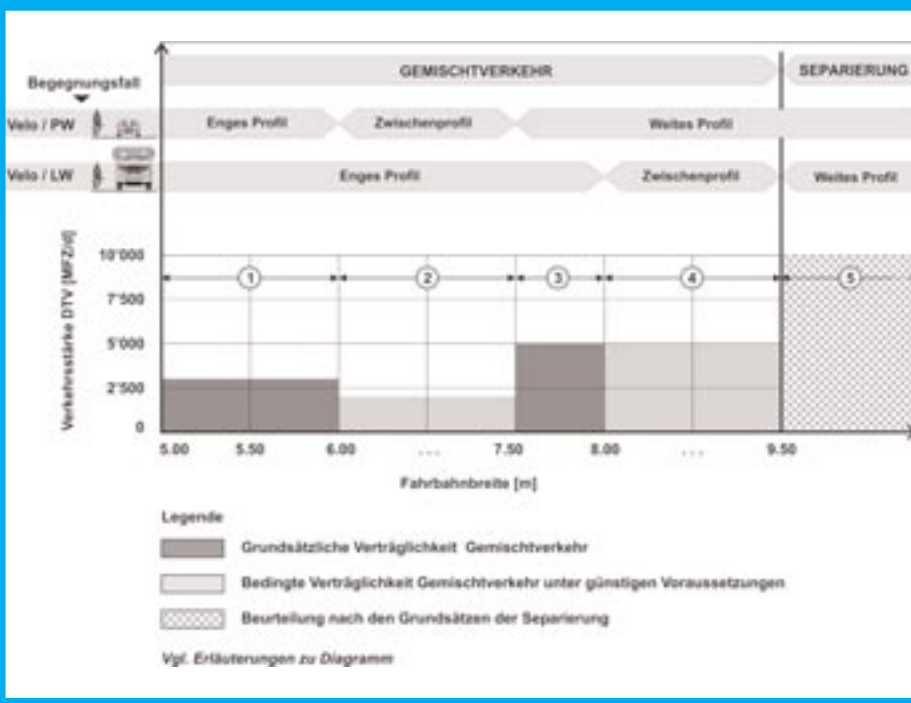 GEMISCHTVERKEHR SEPARIERUNG
Begegnungsfall
Velo / PW Enges Profil Zwischenprofil Weites Profil
Velo / LW Enges Profil Zwischenprofil Weites Profil
Verkehrsstärke DTV [MFZ/d]
10'000
1 2 3 4 5
7'500
5'000
2'500
0
5.00 5.50 6.00 ... 7.50 8.00 ... 9.50
Fahrbahnbreite [m]
Legende
Grundsätzliche Verträglichkeit Gemischtverkehr
Bedingte Verträglichkeit Gemischtverkehr unter günstigen Voraussetzungen
Beurteilung nach den Grundsätzen der Separierung
Vgl. Erläuterungen zu Diagramm